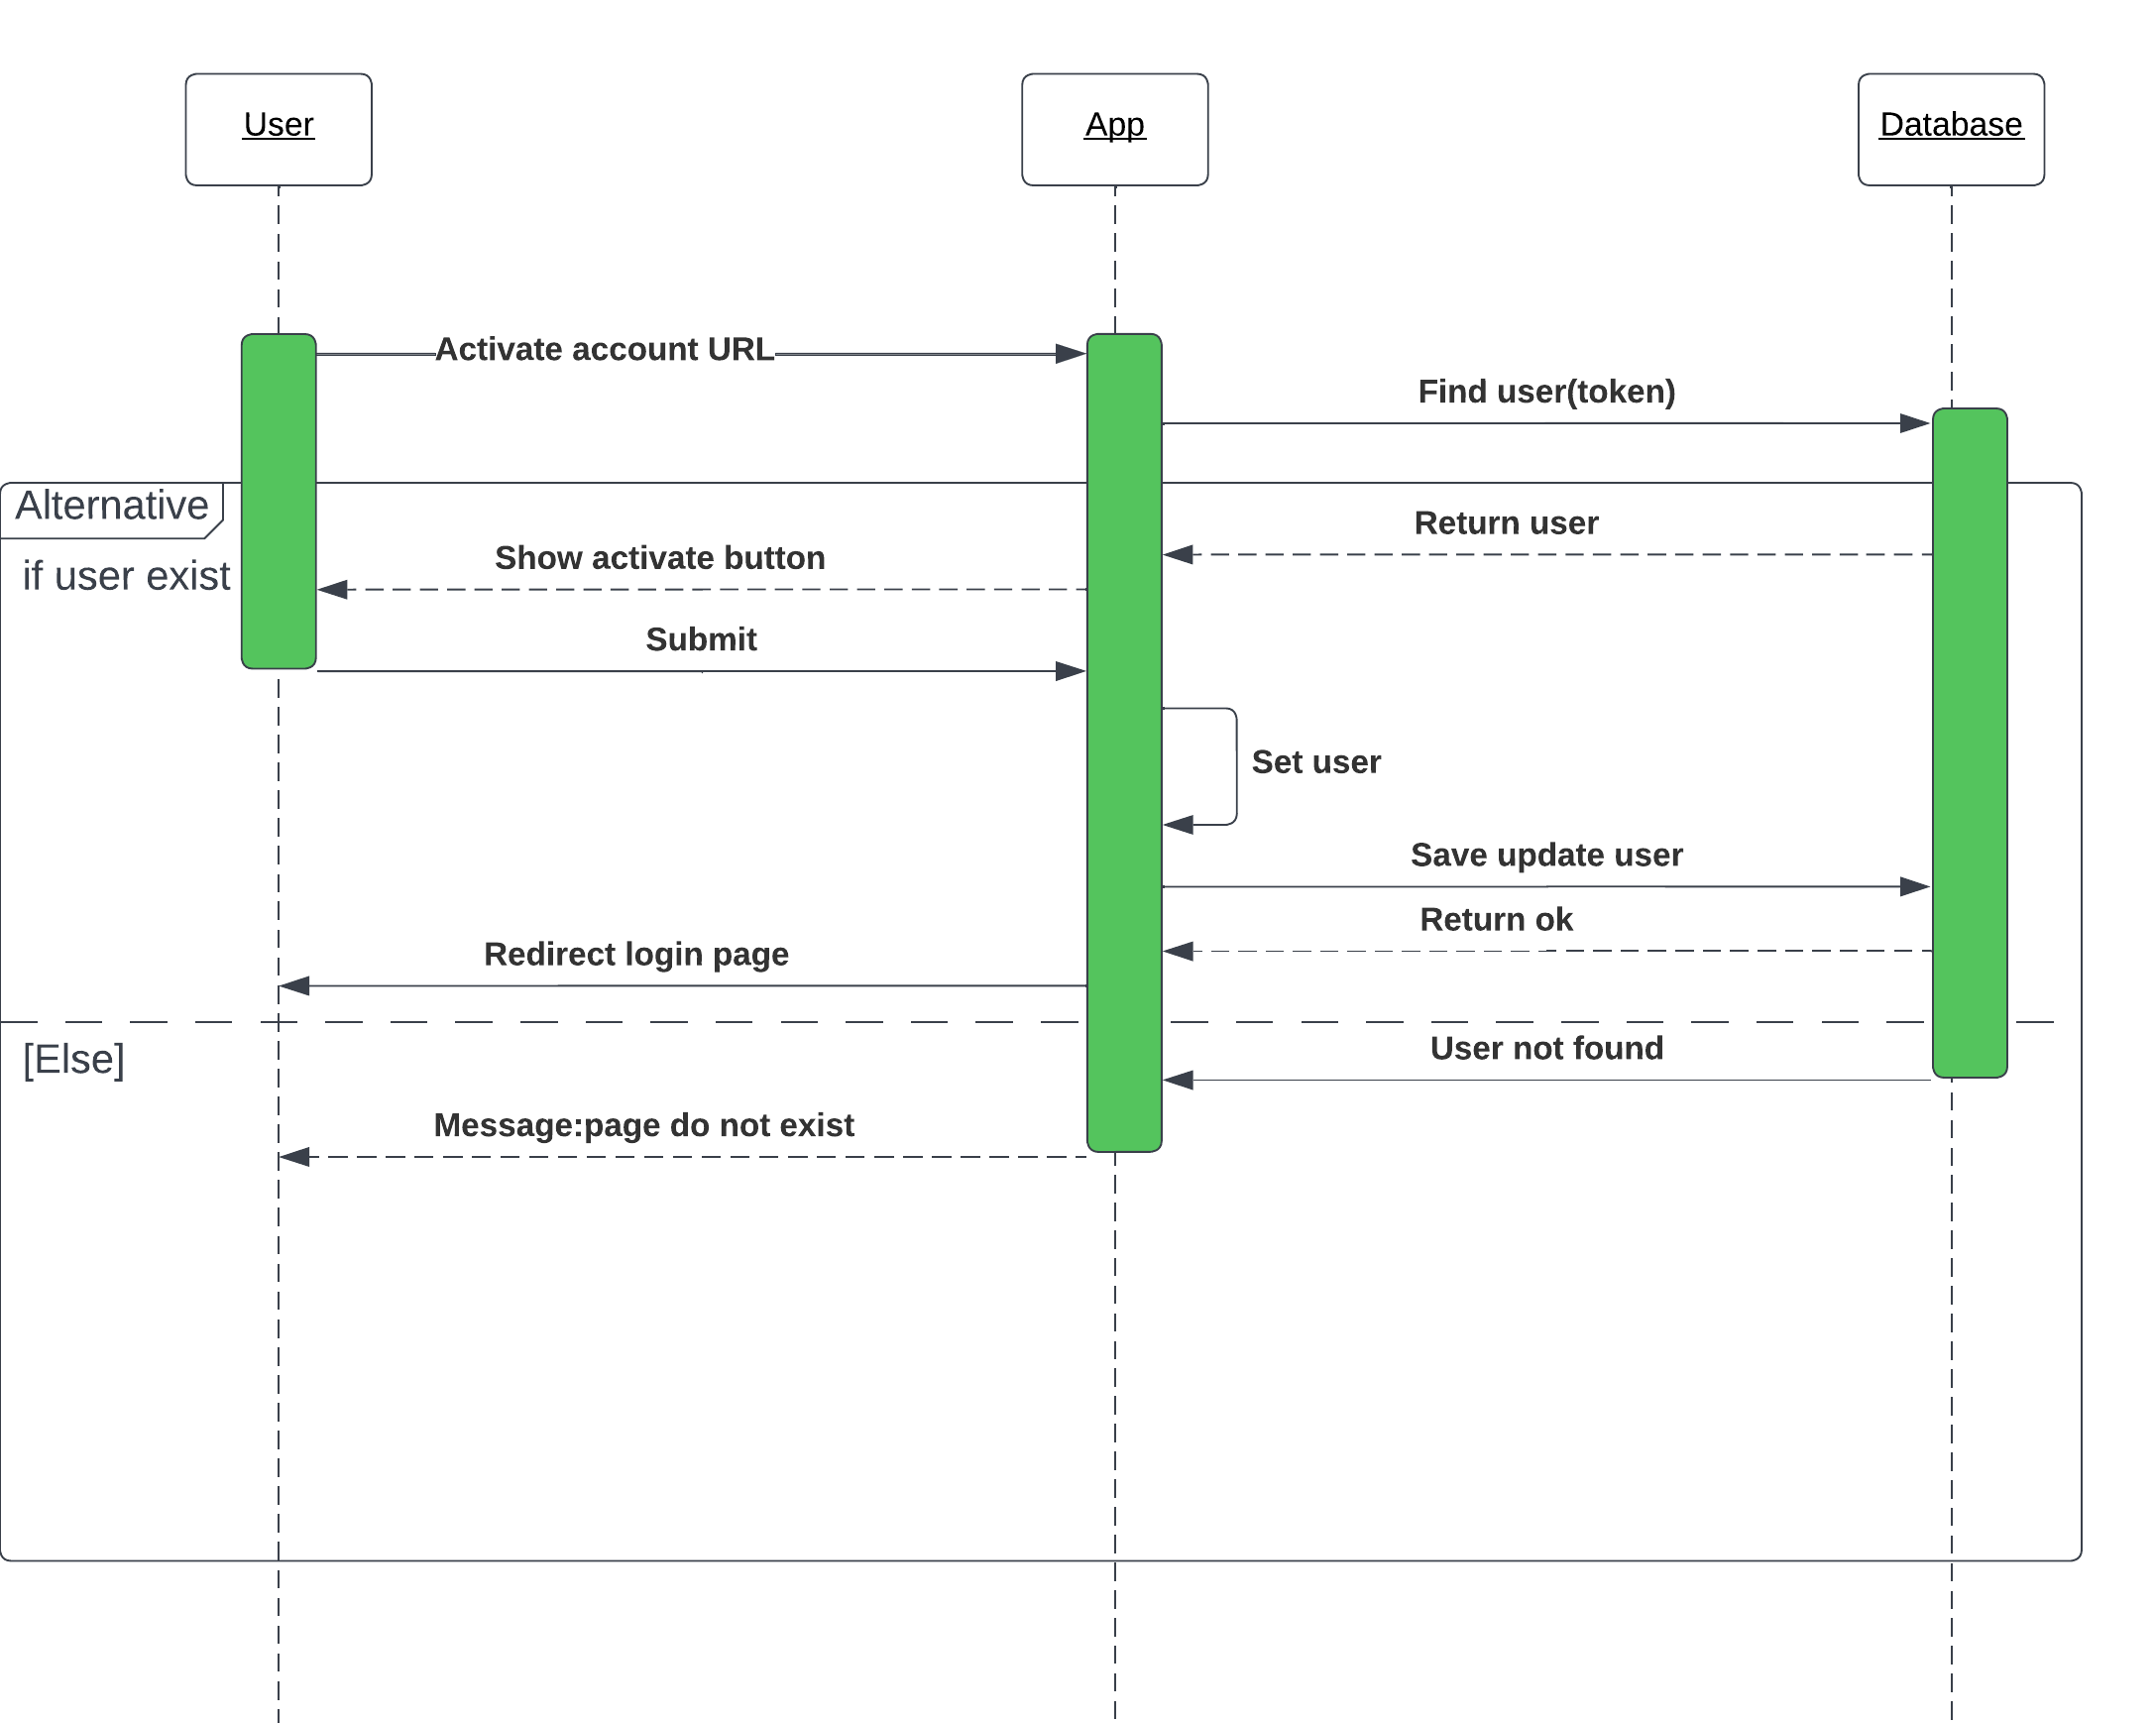 User
App
Database
Activate account URL
Find user(token)
Alternative
Return user
Show activate button
if user exist
Submit
Set user
Save update user
Return ok
Redirect login page
[Else]
User not found
Message:page do not exist